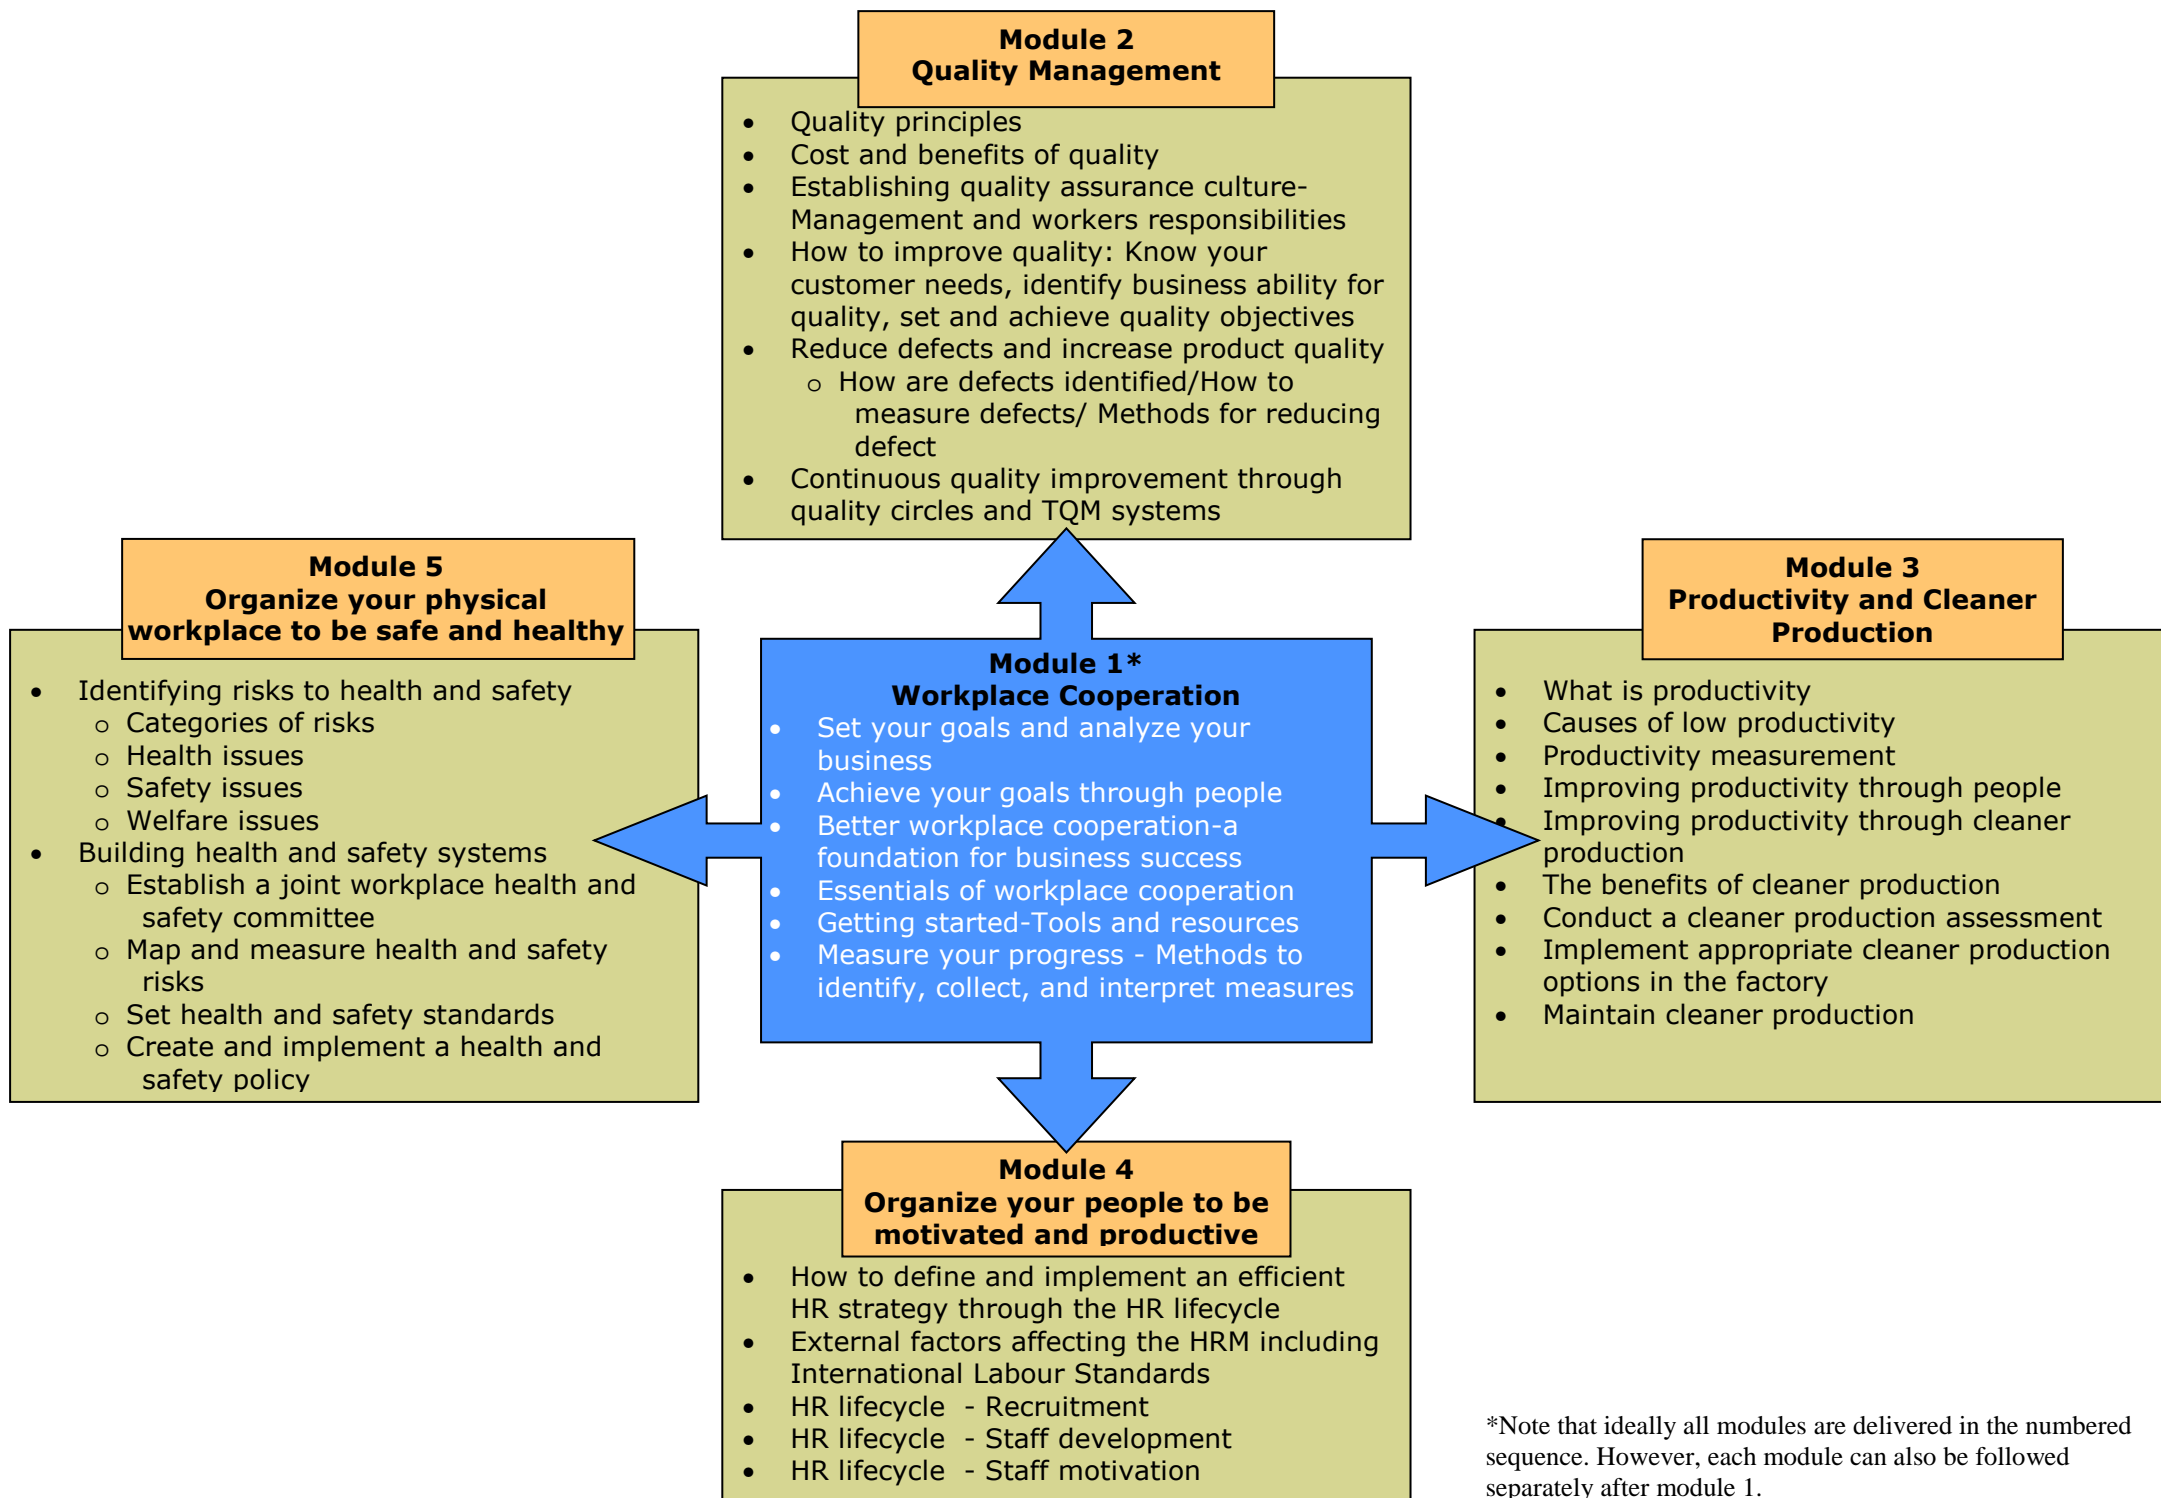 Module 2
Quality Management
• Quality principles
• Cost and benefits of quality
• Establishing quality assurance culture-
Management and workers responsibilities
• How to improve quality: Know your
customer needs, identify business ability for
quality, set and achieve quality objectives
• Reduce defects and increase product quality
o How are defects identified/How to
measure defects/ Methods for reducing
defect
• Continuous quality improvement through
quality circles and TQM systems
Module 5
Organize your physical
workplace to be safe and healthy
• Identifying risks to health and safety
o Categories of risks
o Health issues
o Safety issues
o Welfare issues
• Building health and safety systems
o Establish a joint workplace health and
safety committee
o Map and measure health and safety
risks
o Set health and safety standards
o Create and implement a health and
safety policy
Module 1*
Workplace Cooperation
• Set your goals and analyze your
business
• Achieve your goals through people
• Better workplace cooperation-a
foundation for business success
• Essentials of workplace cooperation
• Getting started-Tools and resources
• Measure your progress - Methods to
identify, collect, and interpret measures
Module 3
Productivity and Cleaner
Production
• What is productivity
• Causes of low productivity
• Productivity measurement
• Improving productivity through people
• Improving productivity through cleaner
production
• The benefits of cleaner production
• Conduct a cleaner production assessment
• Implement appropriate cleaner production
options in the factory
• Maintain cleaner production
Module 4
Organize your people to be
motivated and productive
• How to define and implement an efficient
HR strategy through the HR lifecycle
• External factors affecting the HRM including
International Labour Standards
• HR lifecycle - Recruitment
• HR lifecycle - Staff development
• HR lifecycle - Staff motivation
*Note that ideally all modules are delivered in the numbered
sequence. However, each module can also be followed
separately after module 1.